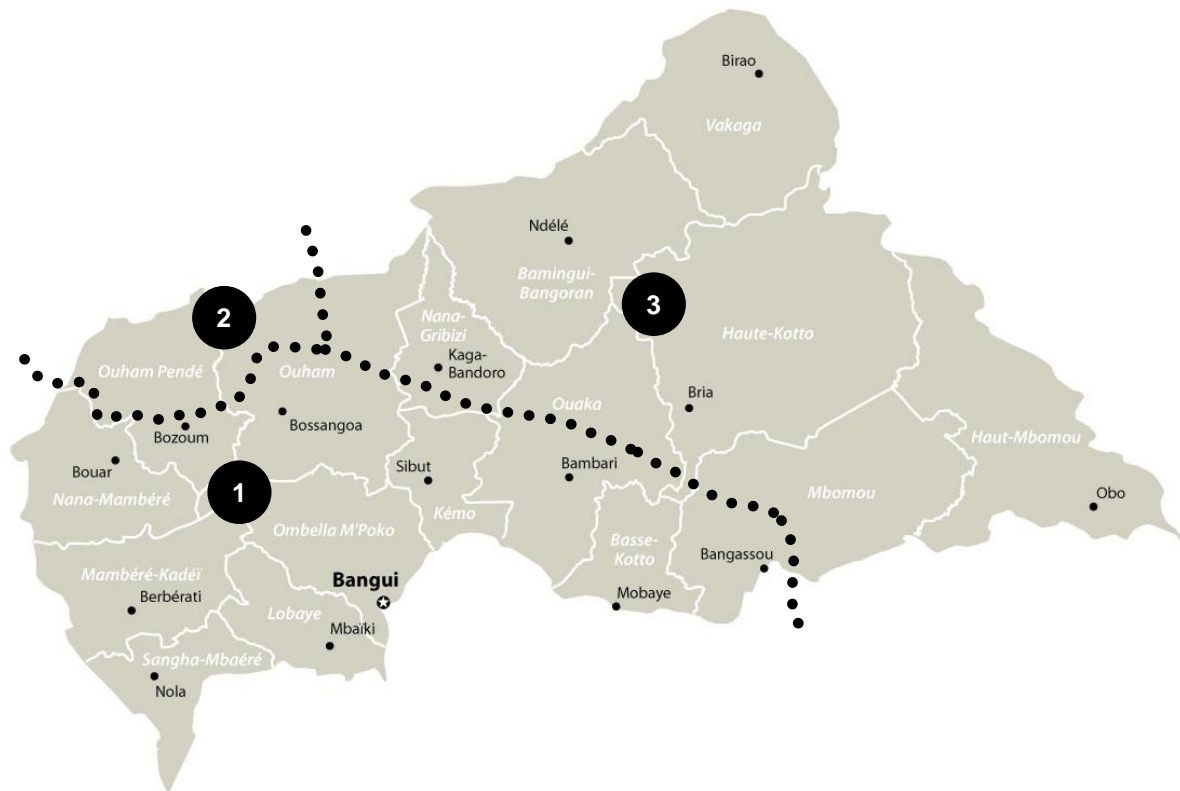 Birao
Vakaga
Ndélé
Bamingui-
Bangoran
2
3
Nana-
Gribizi
Haute-Kotto
Kaga-
Bandoro
Ouham Pendé
Ouham
Bria
Ouaka
Bossangoa
Bozoum
Haut-Mbomou
Bouar
Sibut
Bambari
Nana-Mambéré
1
Mbomou
Obo
Kémo
Ombella M'Poko
Basse-
Kotto
Bangassou
Mambéré-Kadéï
Bangui
Berbérati
Mobaye
Lobaye
Mbaïki
Sangha-Mbaéré
Nola